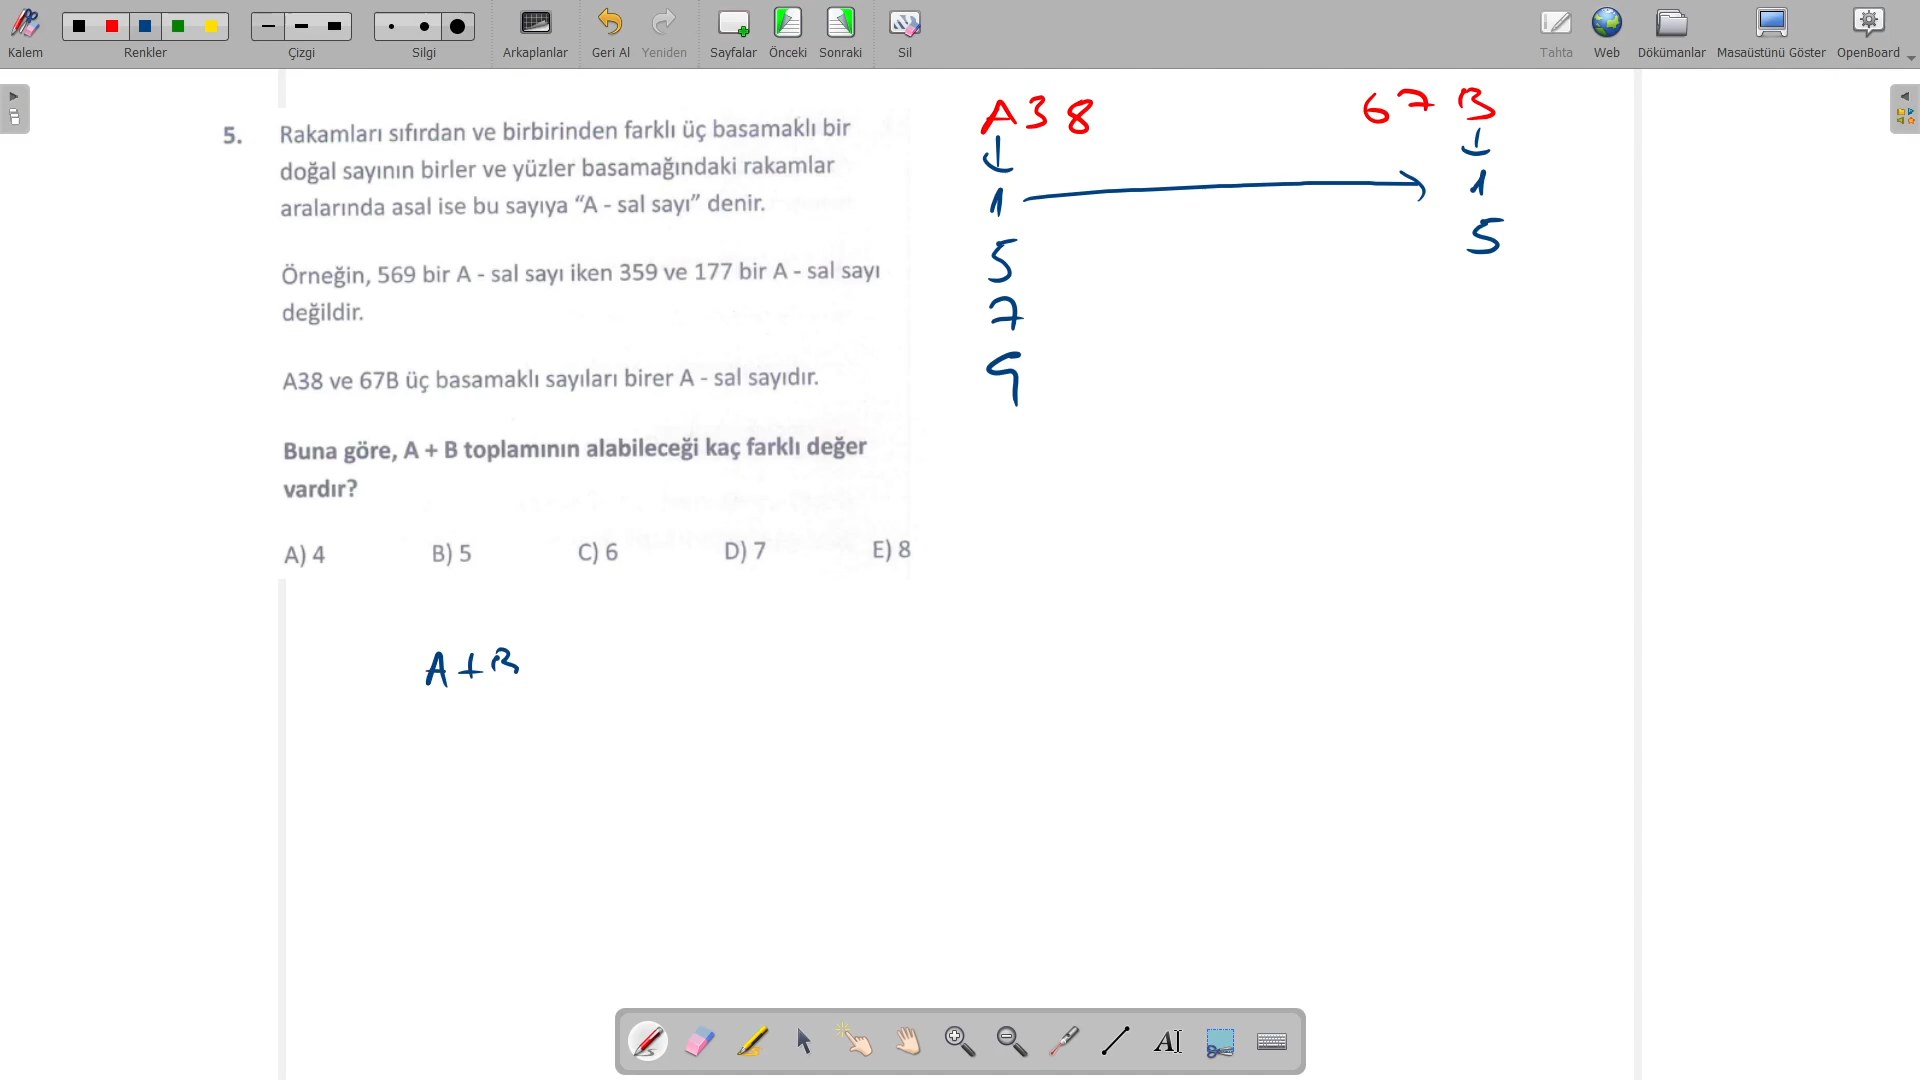 Kalem Renkler Çizgi Silgi Arkaplanlar Geri Al Yeniden Sayfalar Önceki Sonraki Sil Tahta Web Dökümanlar Masaüstünü Göster OpenBoard
5. Rakamları sıfırdan ve birbirinden farklı üç basamaklı bir
doğal sayının birler ve yüzler basamağındaki rakamlar
aralarında asal ise bu sayıya “A - sal sayı” denir.
Örneğin, 569 bir A - sal sayı iken 359 ve 177 bir A - sal sayı
değildir.
A38 ve 67B üç basamaklı sayıları birer A - sal sayıdır.
Buna göre, A + B toplamının alabileceği kaç farklı değer
vardır?
A) 4 B) 5 C) 6 D) 7 E) 8
A+B
A38 67B
1 1
5 5
7
9
A